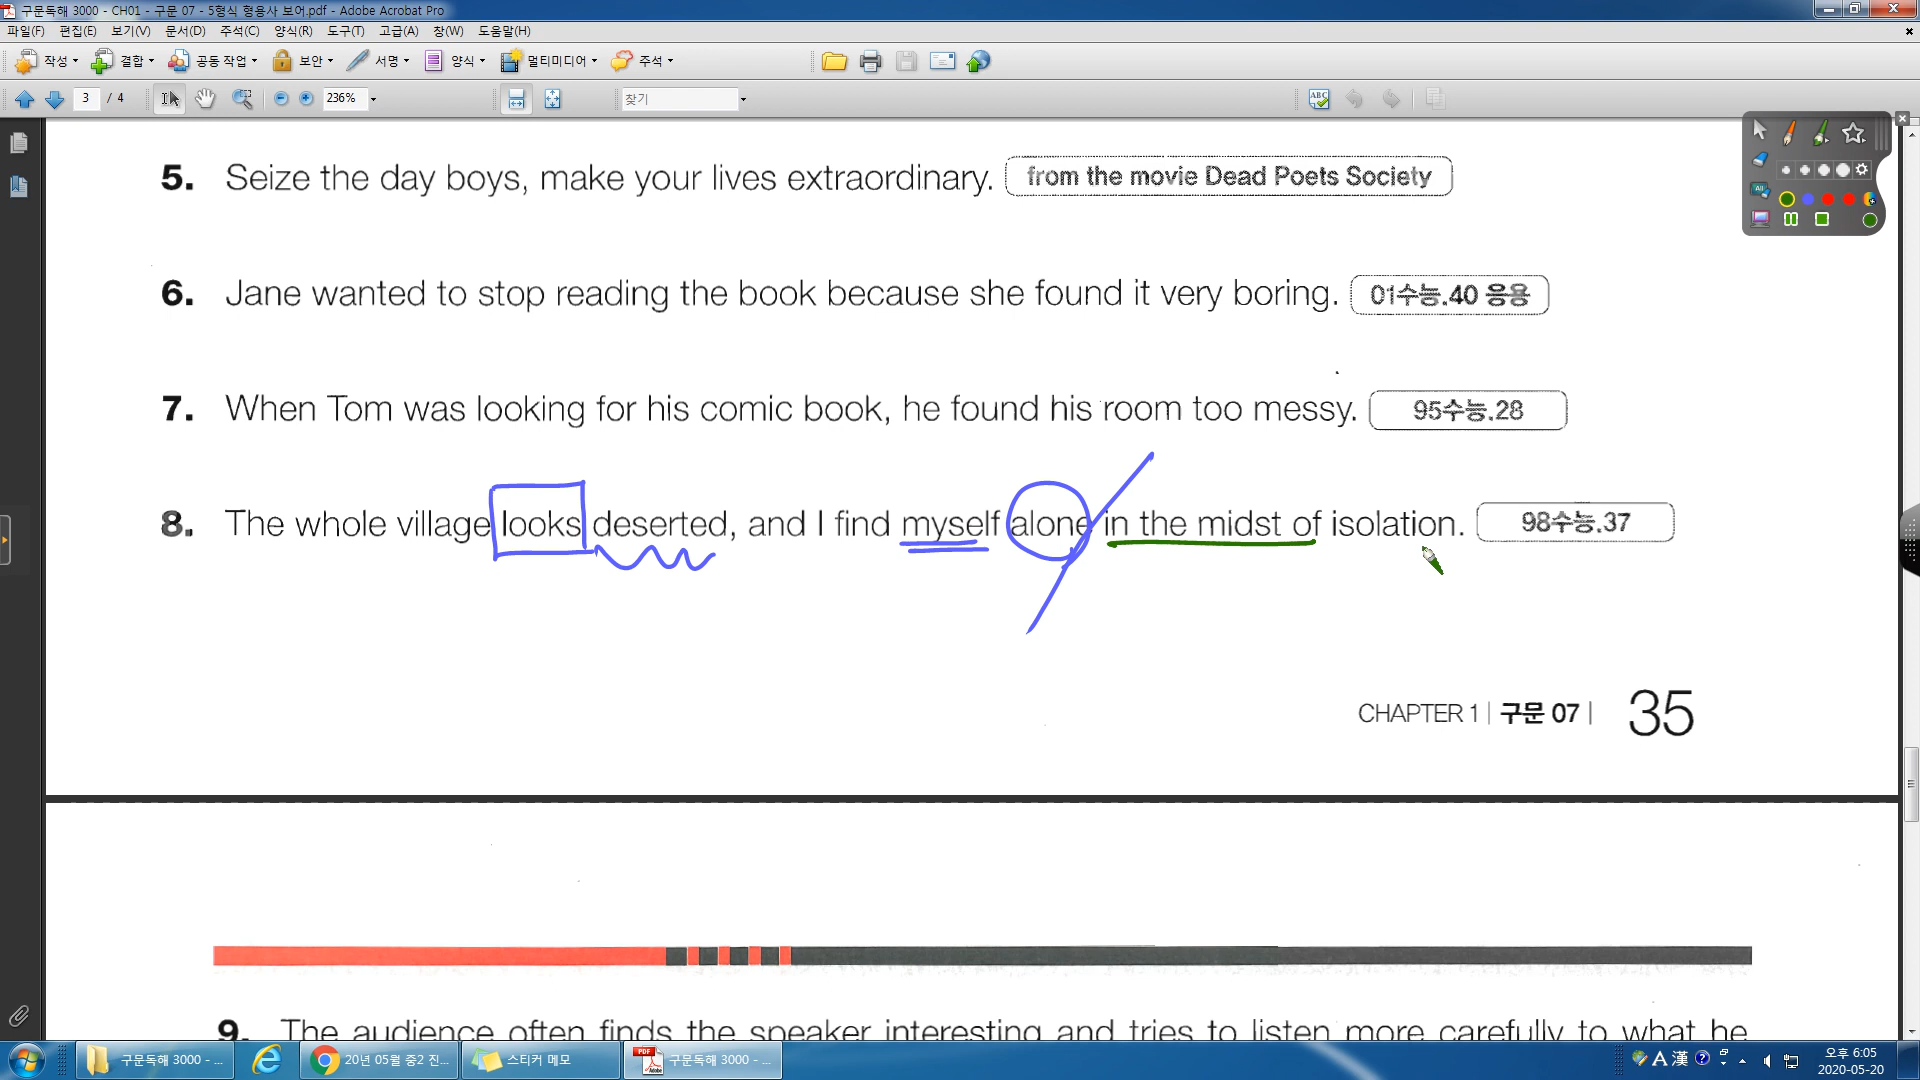 구문독해 3000 - CH01 - 구문 07 - 5형식 형용사 보어.pdf - Adobe Acrobat Pro
파일(F) 편집(E) 보기(V) 문서(D) 주석(C) 양식(R) 도구(T) 고급(A) 창(W) 도움말(H)
작성 결합 공동 작업 보안 서명 양식 멀티미디어 주석
3 / 4 236% 찾기
5. Seize the day boys, make your lives extraordinary. from the movie Dead Poets Society
6. Jane wanted to stop reading the book because she found it very boring. 01수능.40 응용
7. When Tom was looking for his comic book, he found his room too messy. 95수능.28
8. The whole village looks deserted, and I find myself alone in the midst of isolation. 98수능.37
CHAPTER 1 | 구문 07 | 35
9. The audience often finds the speaker interesting and tries to listen more carefully to what he
구문독해 3000 - ... 20년 05월 중2 진... 스티커 메모 구문독해 3000 - ... A 漢 오후 6:05
2020-05-20